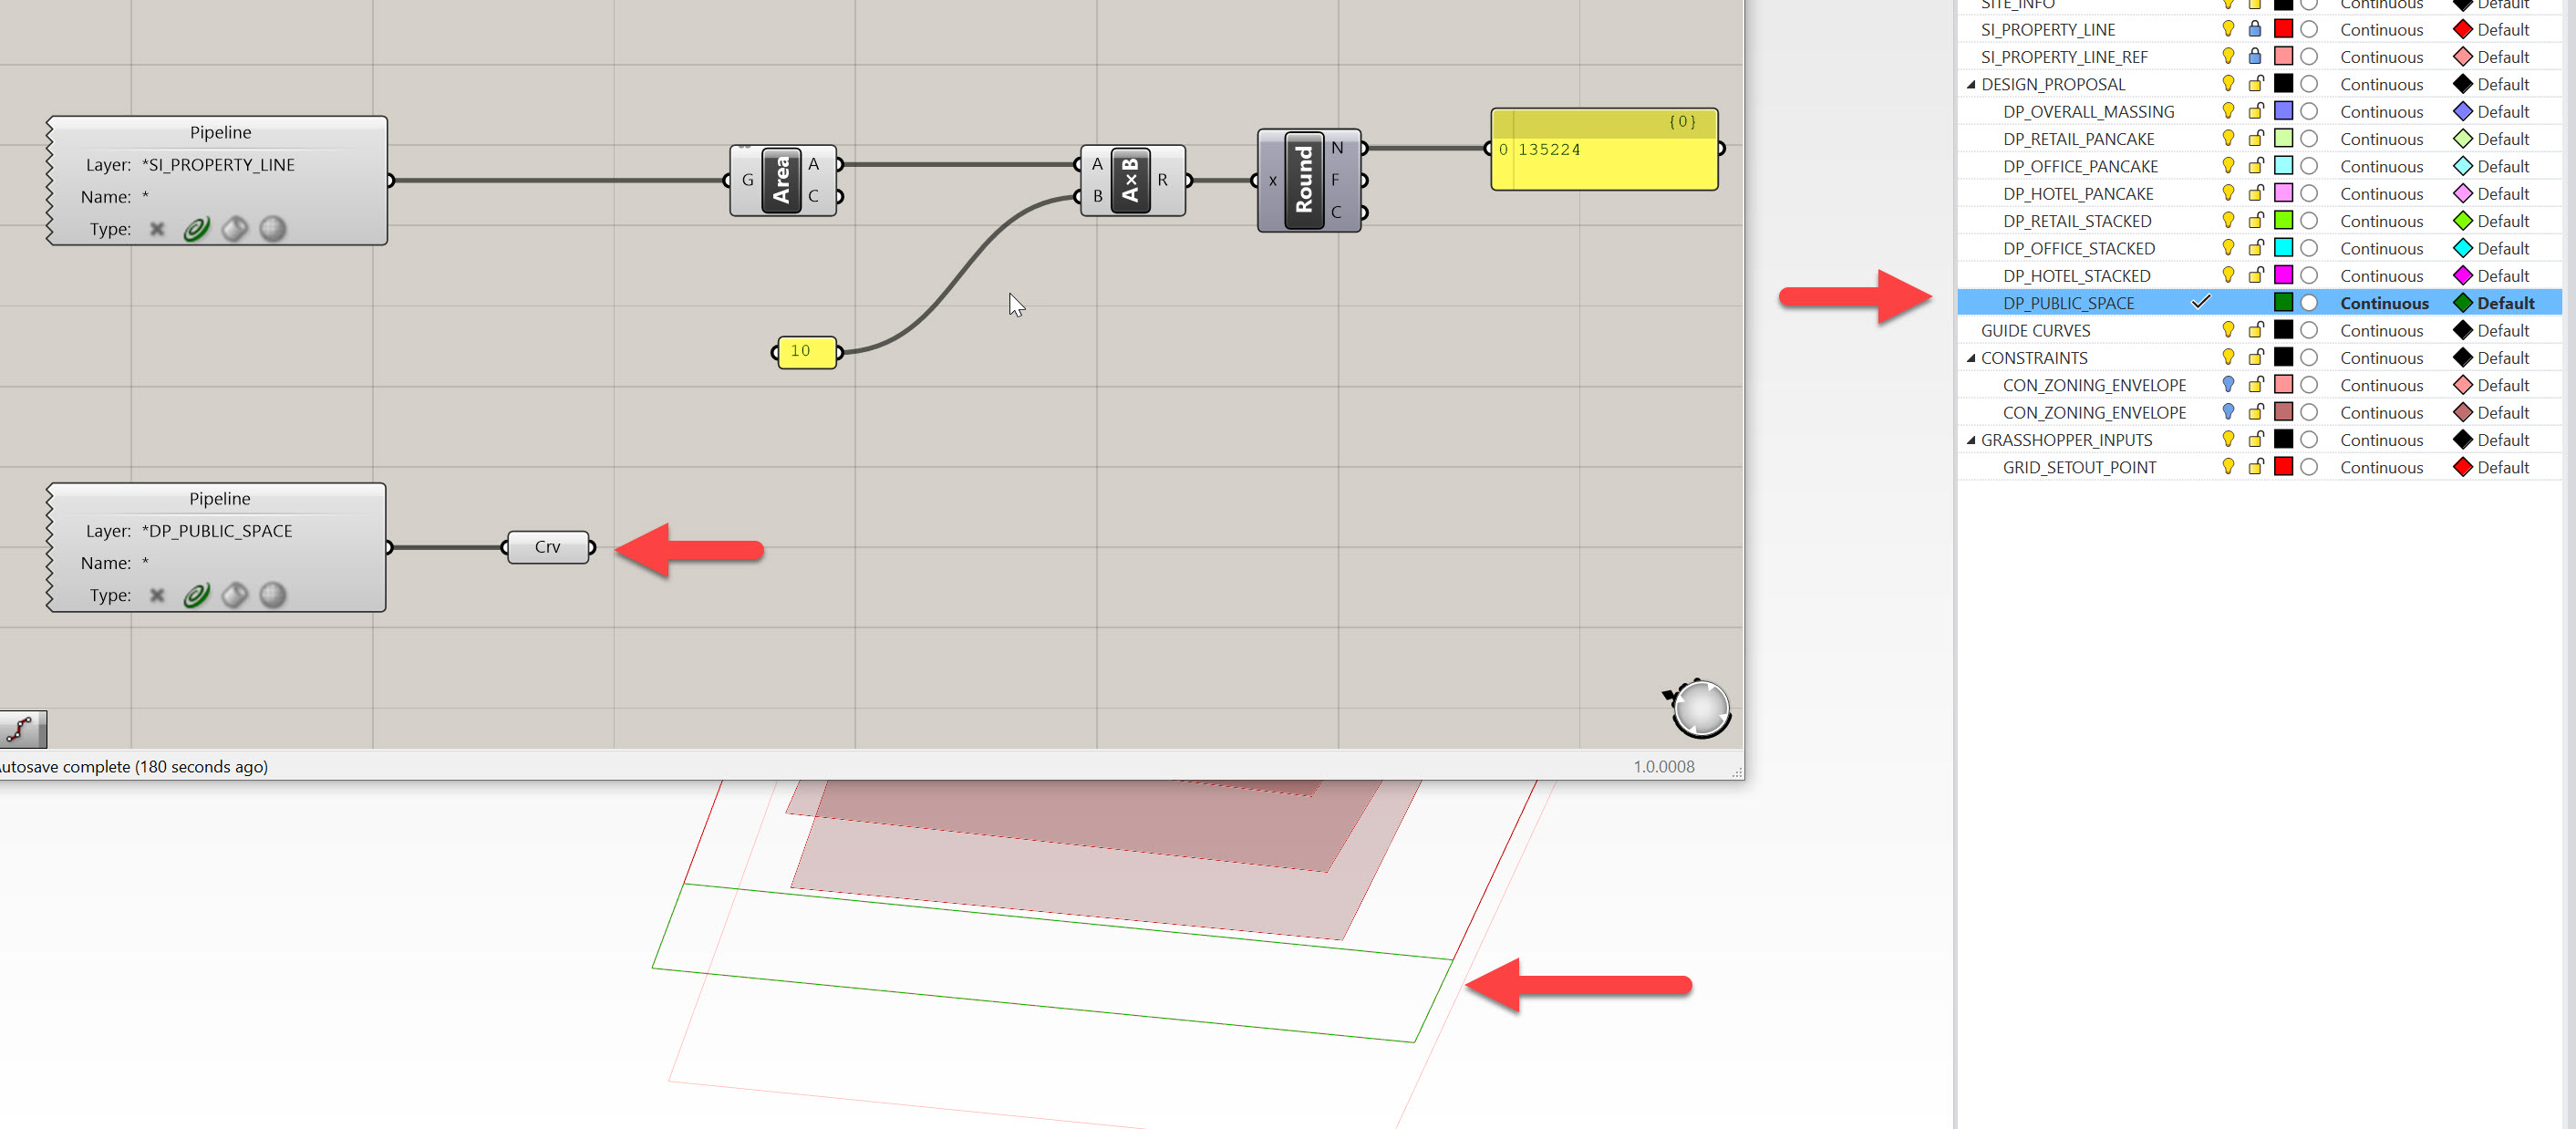 Pipeline
Layer: *SI_PROPERTY_LINE
Name: *
Type:
G Area A C
A B A×B R
x Round N F C
{0}
0 135224
10
Pipeline
Layer: *DP_PUBLIC_SPACE
Name: *
Type:
Crv
utosave complete (180 seconds ago)
1.0.0008
SITE_INFO Continuous Default
SI_PROPERTY_LINE Continuous Default
SI_PROPERTY_LINE_REF Continuous Default
DESIGN_PROPOSAL Continuous Default
DP_OVERALL_MASSING Continuous Default
DP_RETAIL_PANCAKE Continuous Default
DP_OFFICE_PANCAKE Continuous Default
DP_HOTEL_PANCAKE Continuous Default
DP_RETAIL_STACKED Continuous Default
DP_OFFICE_STACKED Continuous Default
DP_HOTEL_STACKED Continuous Default
DP_PUBLIC_SPACE Continuous Default
GUIDE CURVES Continuous Default
CONSTRAINTS Continuous Default
CON_ZONING_ENVELOPE Continuous Default
CON_ZONING_ENVELOPE Continuous Default
GRASSHOPPER_INPUTS Continuous Default
GRID_SETOUT_POINT Continuous Default